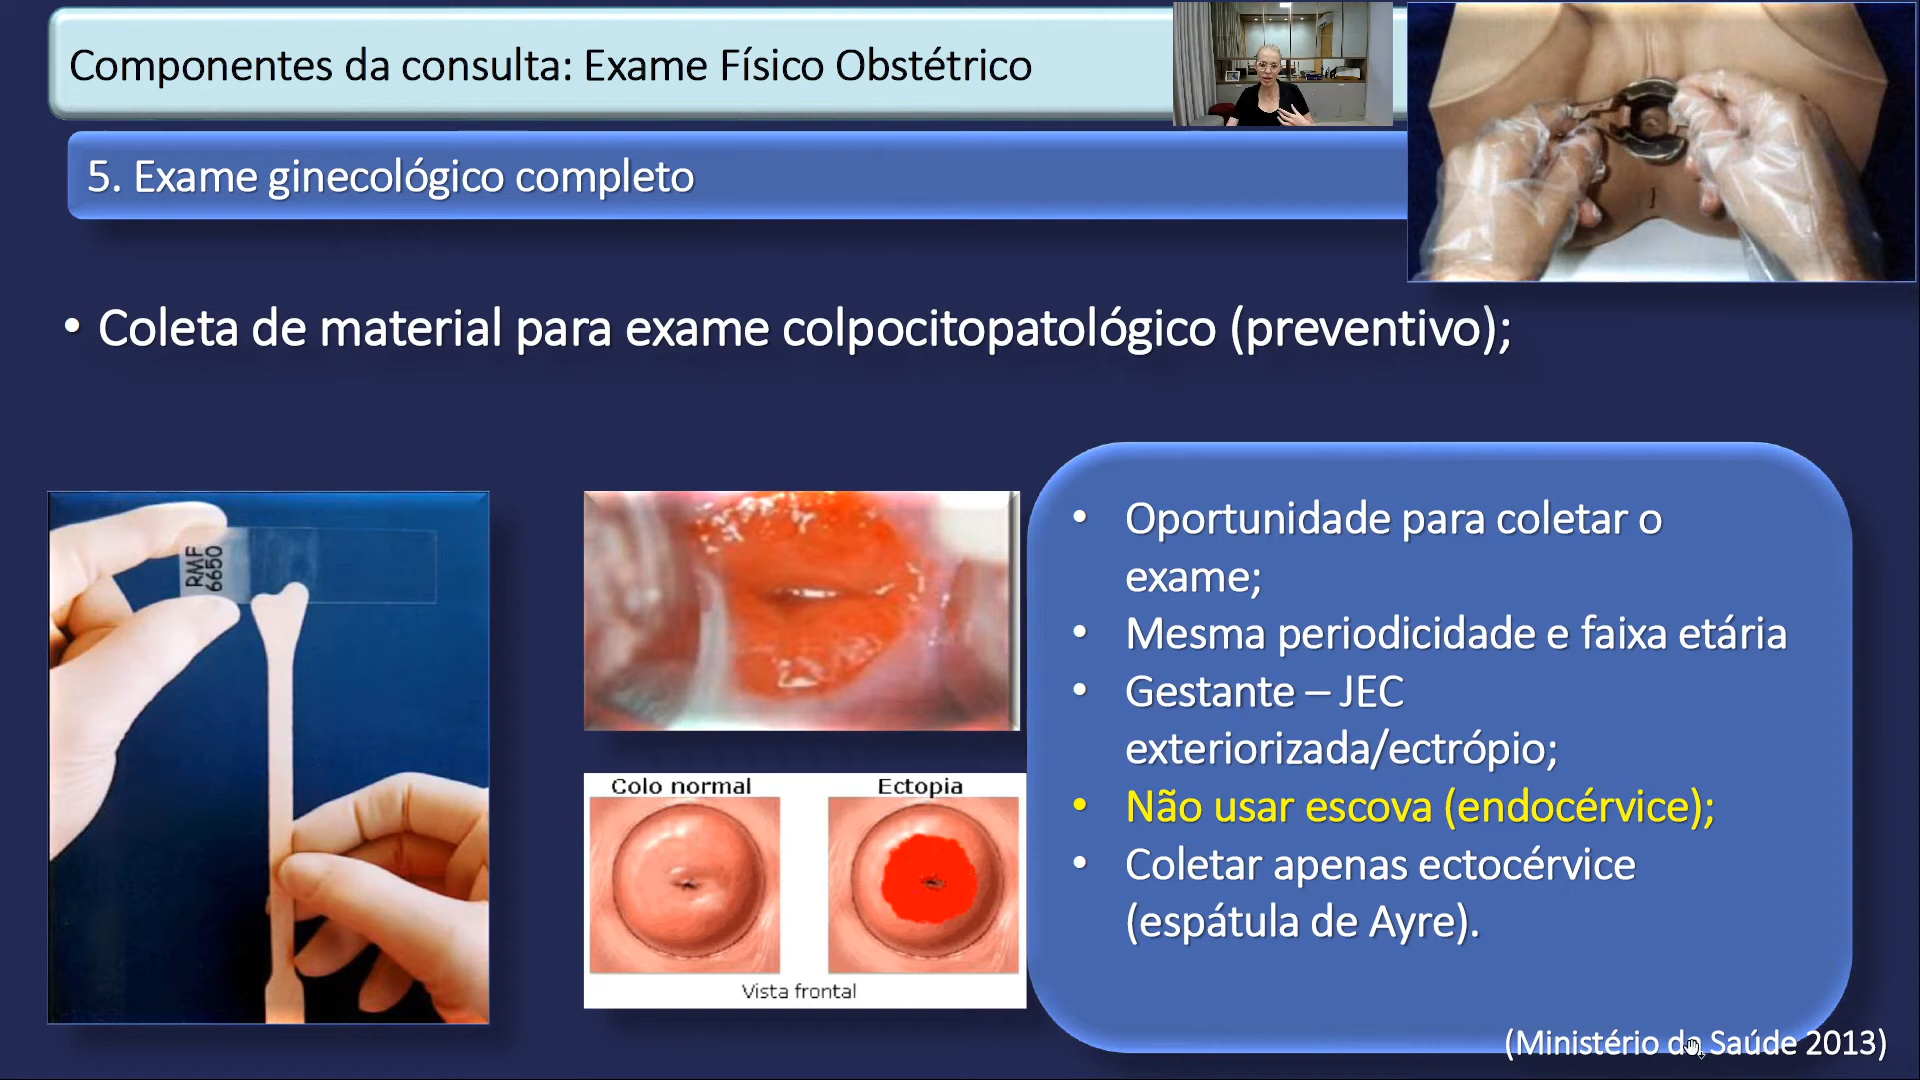 Componentes da consulta: Exame Físico Obstétrico
5. Exame ginecológico completo
• Coleta de material para exame colpocitopatológico (preventivo);
RMF
6650
Colo normal
Ectopia
Vista frontal
• Oportunidade para coletar o
exame;
• Mesma periodicidade e faixa etária
• Gestante – JEC
exteriorizada/ectrópio;
• Não usar escova (endocérvice);
• Coletar apenas ectocérvice
(espátula de Ayre).
(Ministério da Saúde 2013)